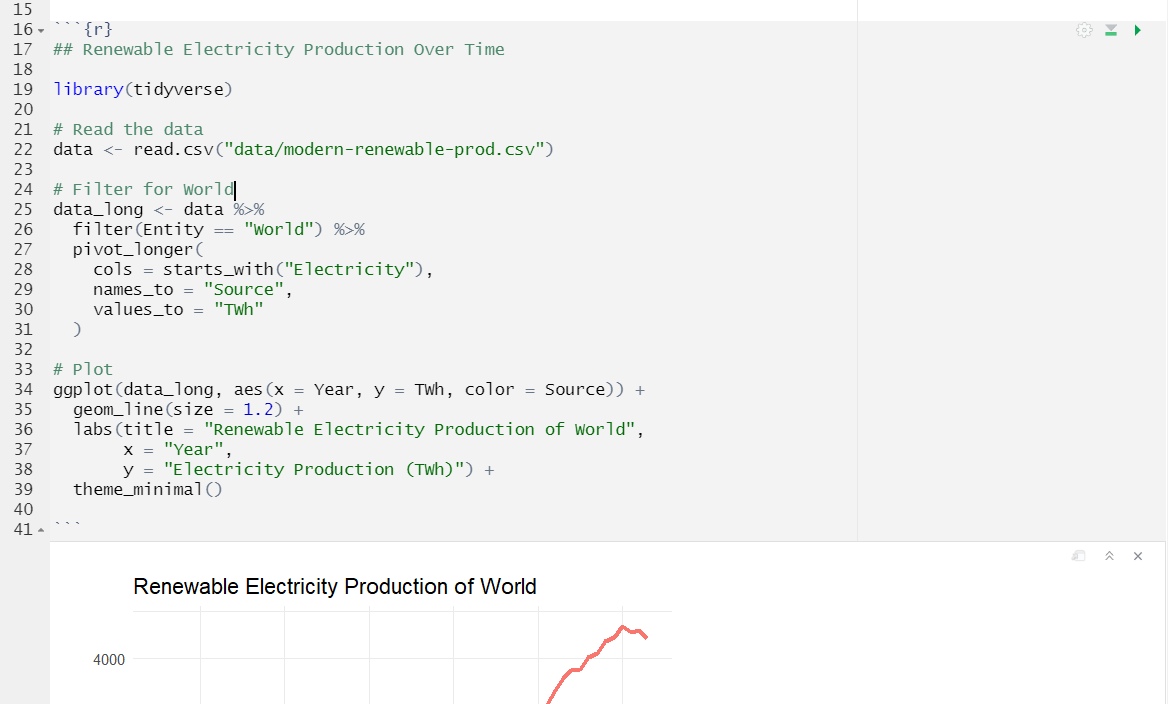 15
16 ```{r}
17 ## Renewable Electricity Production Over Time
18
19 library(tidyverse)
20
21 # Read the data
22 data <- read.csv("data/modern-renewable-prod.csv")
23
24 # Filter for World
25 data_long <- data %>%
26   filter(Entity == "World") %>%
27   pivot_longer(
28     cols = starts_with("Electricity"),
29     names_to = "Source",
30     values_to = "TWh"
31   )
32
33 # Plot
34 ggplot(data_long, aes(x = Year, y = TWh, color = Source)) +
35   geom_line(size = 1.2) +
36   labs(title = "Renewable Electricity Production of World",
37        x = "Year",
38        y = "Electricity Production (TWh)") +
39   theme_minimal()
40
41 ```
Renewable Electricity Production of World
4000